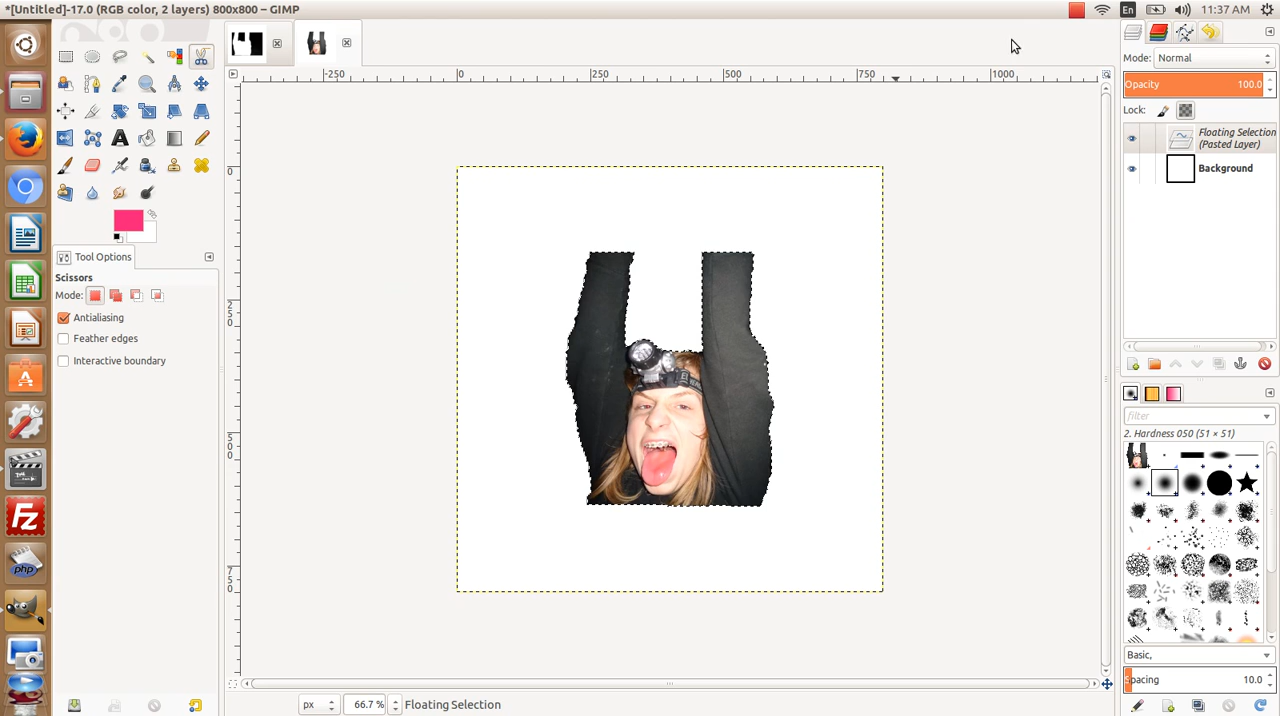 *[Untitled]-17.0 (RGB color, 2 layers) 800x800 – GIMP
En
11:37 AM
-250
0
250
500
750
1000
Mode: Normal
Opacity 100.0
Lock:
Floating Selection
(Pasted Layer)
Background
0
250
500
750
Tool Options
Scissors
Mode:
Antialiasing
Feather edges
Interactive boundary
filter
2. Hardness 050 (51 × 51)
Basic,
Spacing 10.0
php
Fz
px
66.7 %
Floating Selection